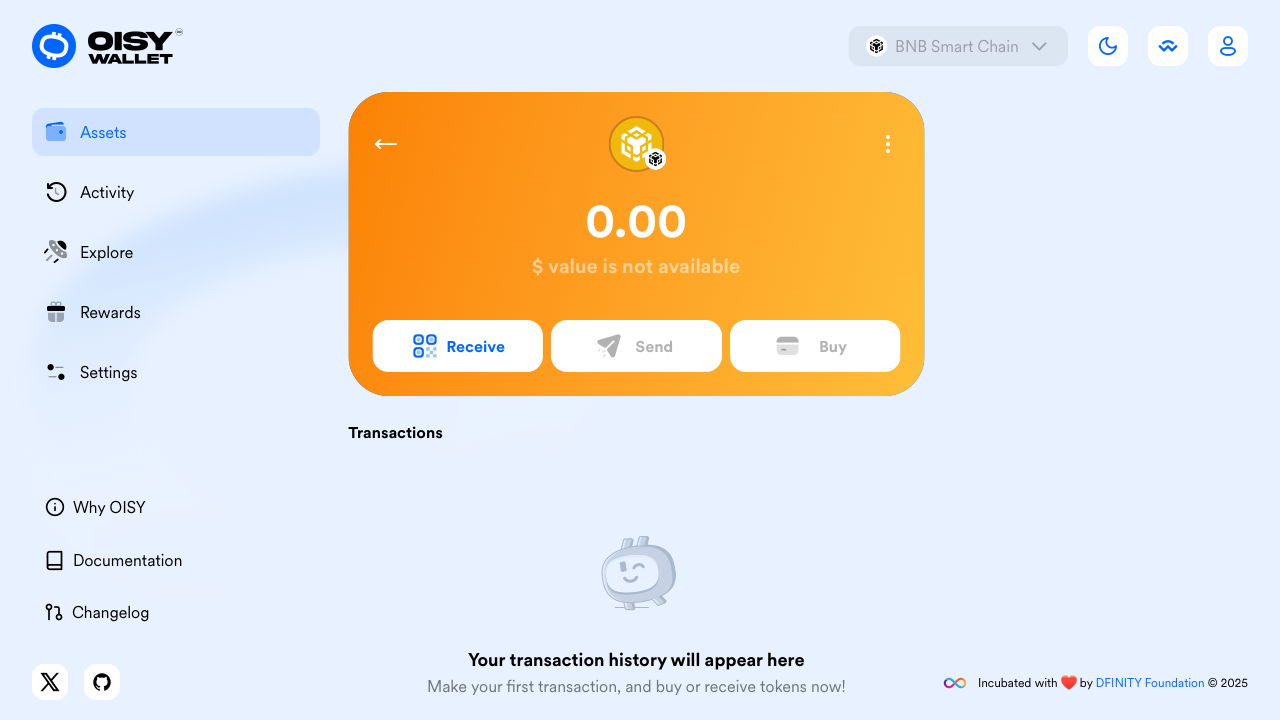 OISY
WALLET
BNB Smart Chain
Assets
Activity
Explore
Rewards
Settings
Why OISY
Documentation
Changelog
0.00
$ value is not available
Receive
Send
Buy
Transactions
Your transaction history will appear here
Make your first transaction, and buy or receive tokens now!
Incubated with ❤️ by DFINITY Foundation © 2025